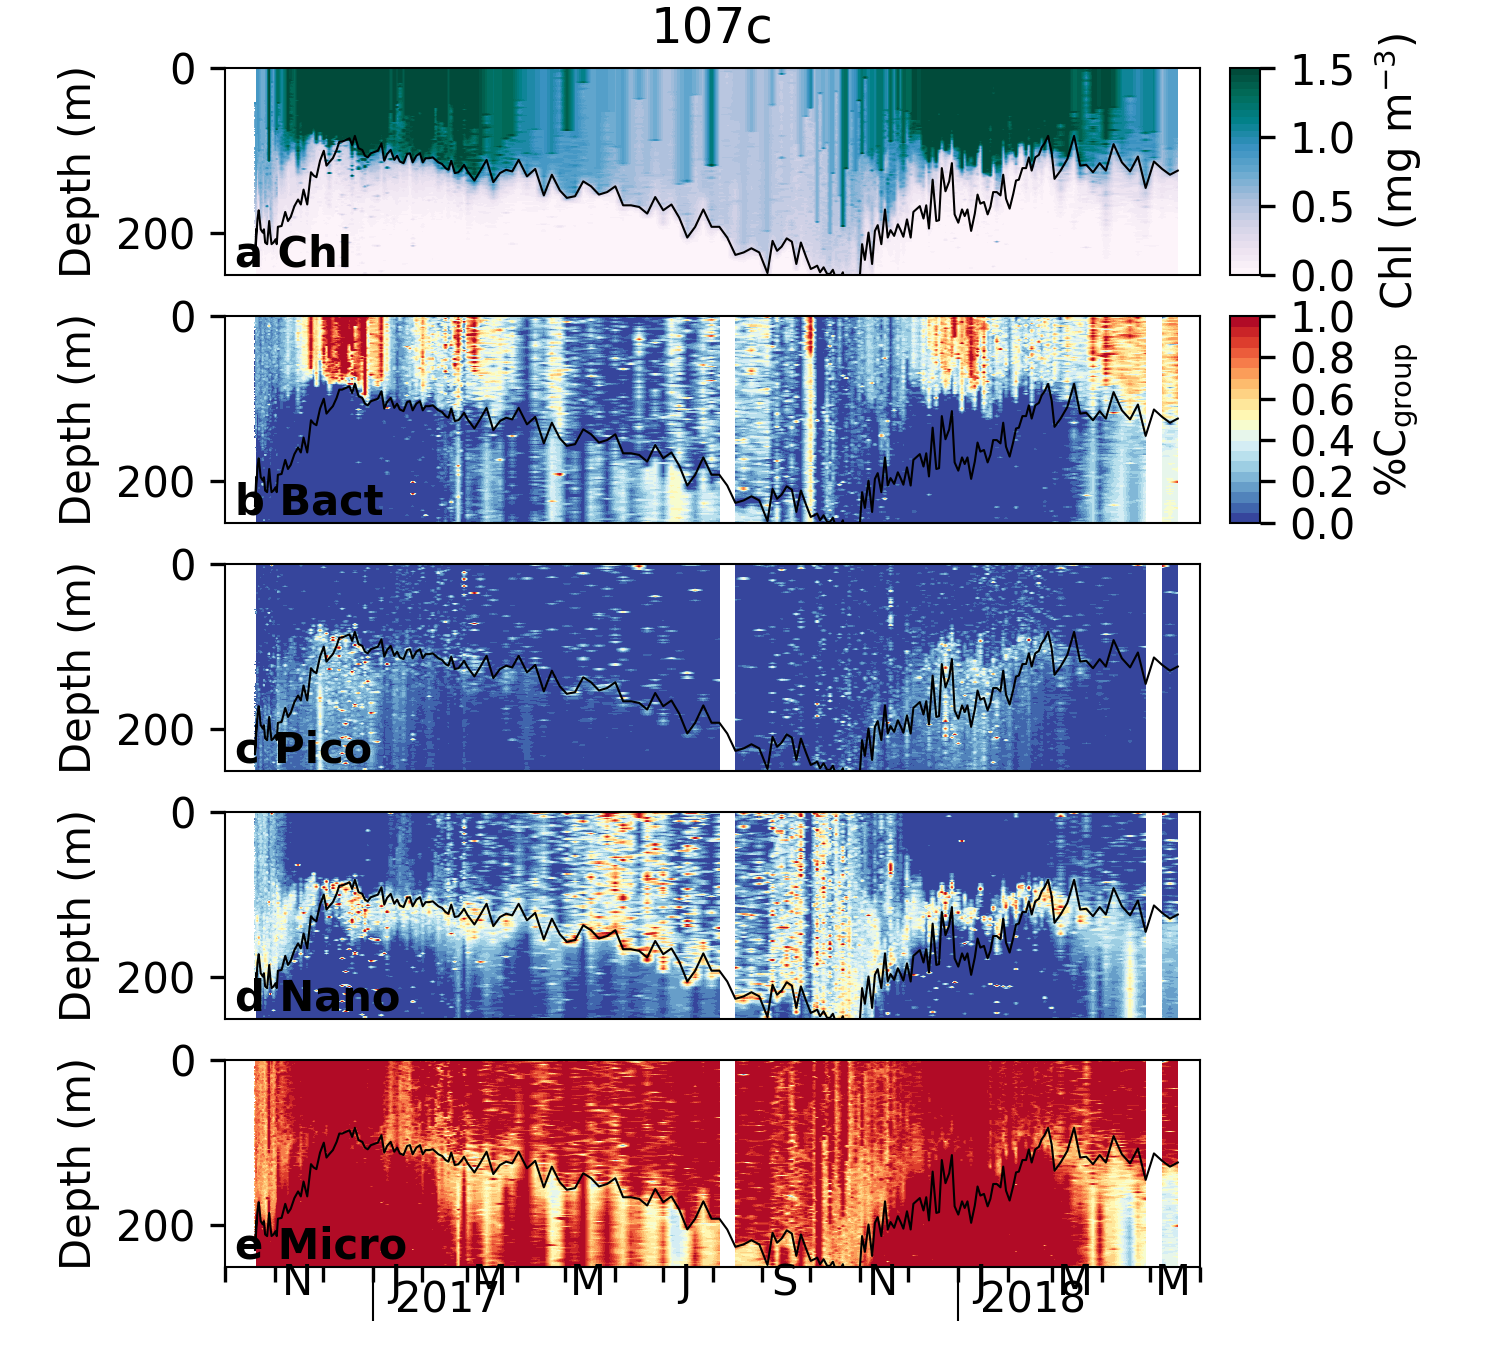 107c
0
200
Depth (m)
a Chl
1.5
1.0
0.5
0.0
Chl (mg m⁻³)
0
200
Depth (m)
b Bact
1.0
0.8
0.6
0.4
0.2
0.0
%C_group
0
200
Depth (m)
c Pico
0
200
Depth (m)
d Nano
0
200
Depth (m)
e Micro
N J M M J S N J M M
2017 2018